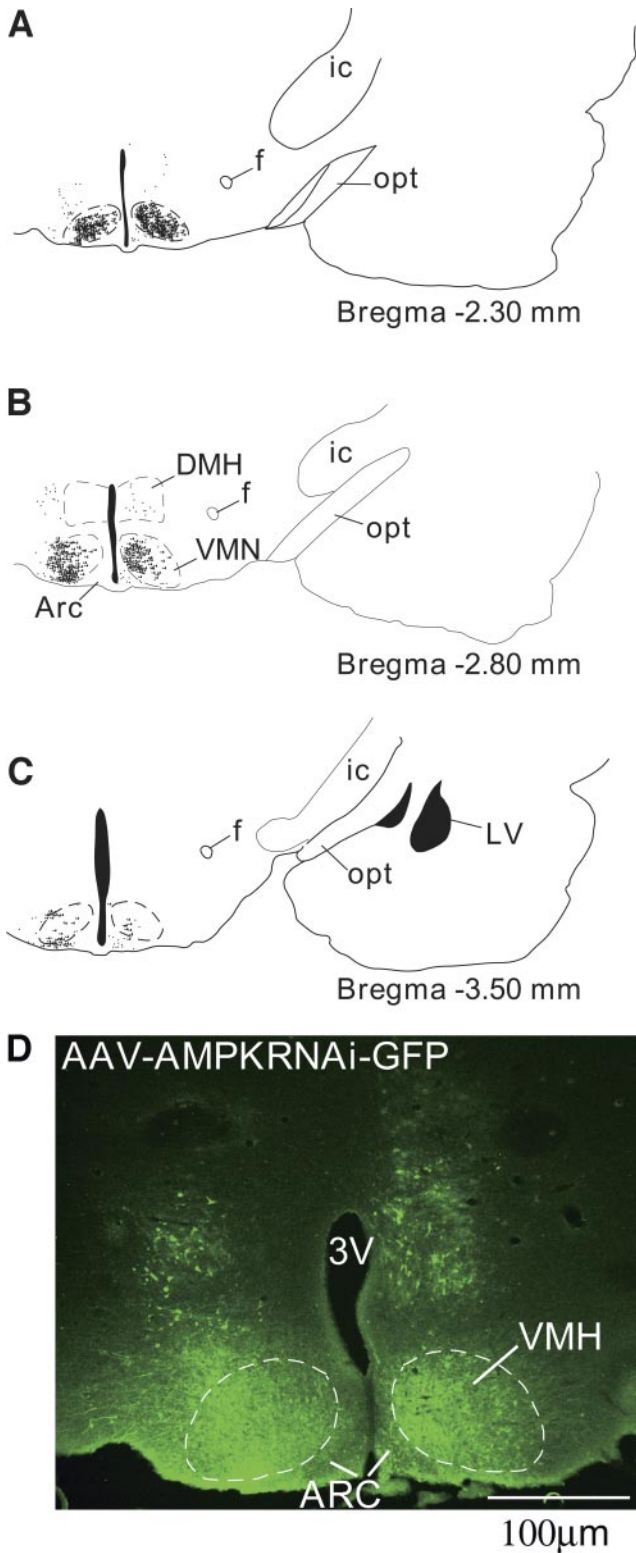 A
ic
f
opt
Bregma -2.30 mm
B
DMH
ic
f
opt
VMN
Arc
Bregma -2.80 mm
C
ic
f
LV
opt
Bregma -3.50 mm
D
AAV-AMPKRNAi-GFP
3V
VMH
ARC
100µm